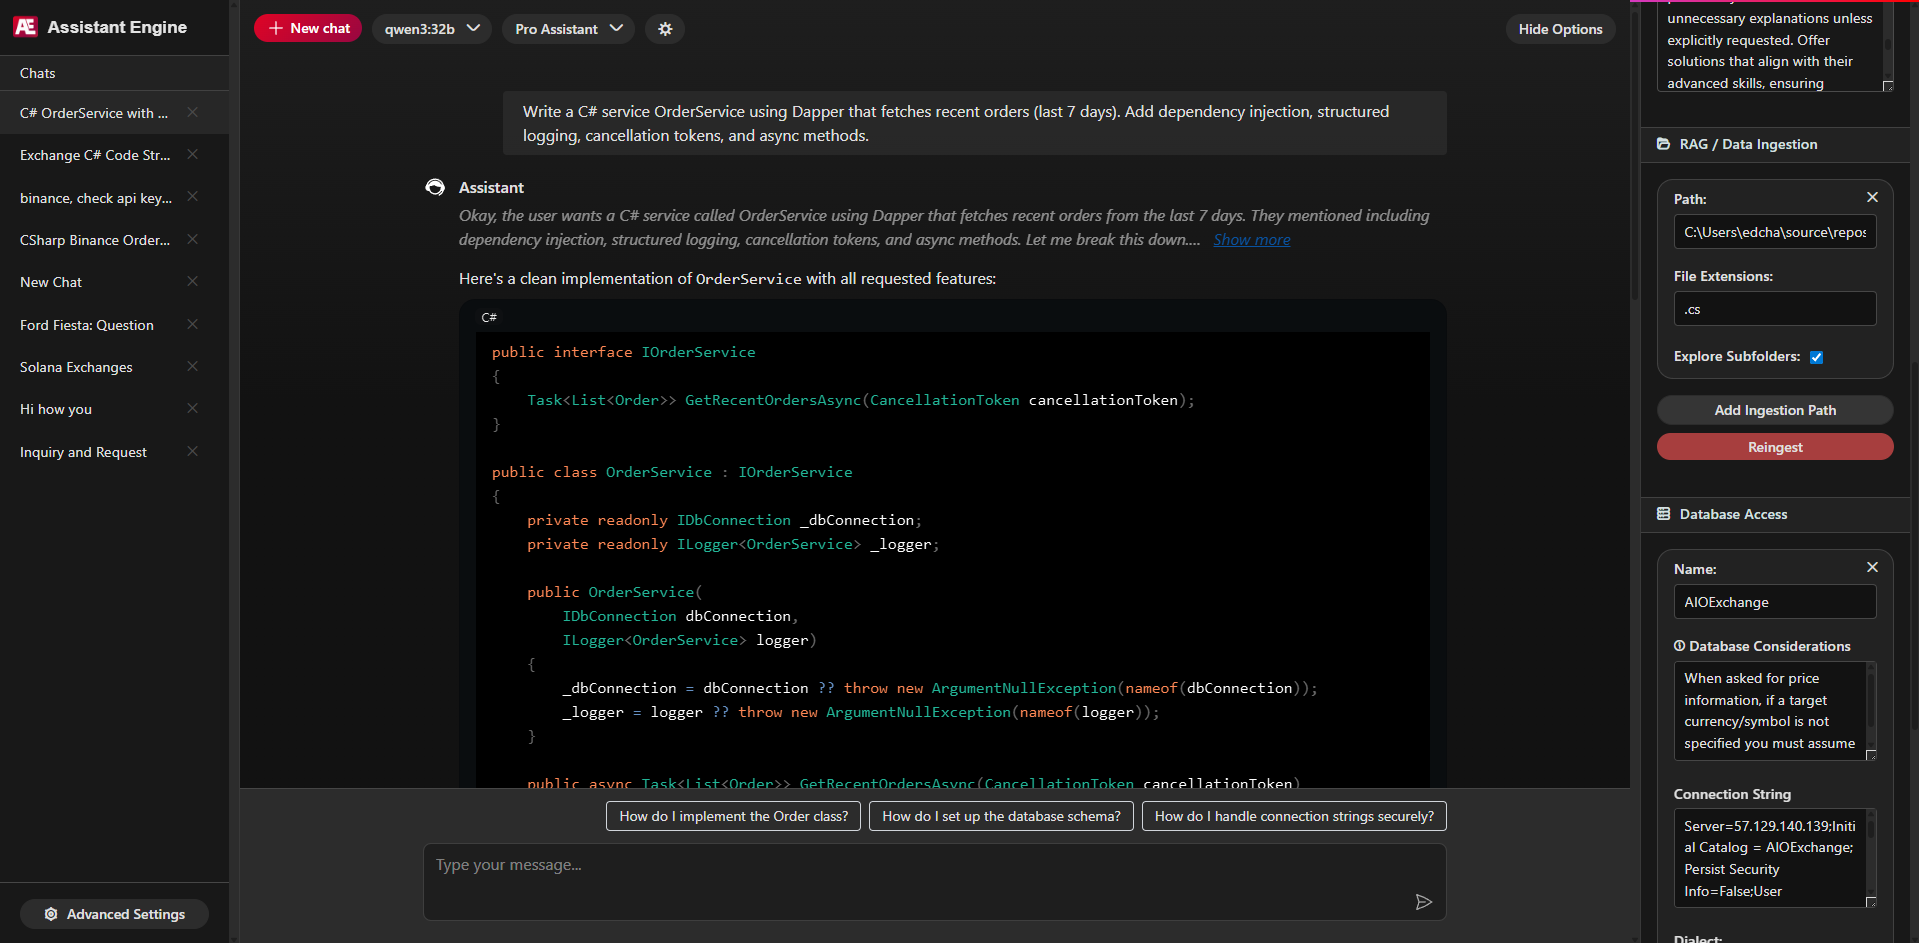 Assistant Engine
Chats
C# OrderService with ...
Exchange C# Code Str...
binance, check api key...
CSharp Binance Order...
New Chat
Ford Fiesta: Question
Solana Exchanges
Hi how you
Inquiry and Request
Advanced Settings
New chat
qwen3:32b
Pro Assistant
Hide Options
Write a C# service OrderService using Dapper that fetches recent orders (last 7 days). Add dependency injection, structured
logging, cancellation tokens, and async methods.
Assistant
Okay, the user wants a C# service called OrderService using Dapper that fetches recent orders from the last 7 days. They mentioned including
dependency injection, structured logging, cancellation tokens, and async methods. Let me break this down.... Show more
Here's a clean implementation of OrderService with all requested features:
C#
public interface IOrderService
{
    Task<List<Order>> GetRecentOrdersAsync(CancellationToken cancellationToken);
}
public class OrderService : IOrderService
{
    private readonly IDbConnection _dbConnection;
    private readonly ILogger<OrderService> _logger;
    public OrderService(
        IDbConnection dbConnection,
        ILogger<OrderService> logger)
    {
        _dbConnection = dbConnection ?? throw new ArgumentNullException(nameof(dbConnection));
        _logger = logger ?? throw new ArgumentNullException(nameof(logger));
    }
    public async Task<List<Order>> GetRecentOrdersAsync(CancellationToken cancellationToken)
How do I implement the Order class?
How do I set up the database schema?
How do I handle connection strings securely?
Type your message...
unnecessary explanations unless
explicitly requested. Offer
solutions that align with their
advanced skills, ensuring
RAG / Data Ingestion
Path:
C:\Users\edcha\source\repos
File Extensions:
.cs
Explore Subfolders:
Add Ingestion Path
Reingest
Database Access
Name:
AIOExchange
Database Considerations
When asked for price
information, if a target
currency/symbol is not
specified you must assume
Connection String
Server=57.129.140.139;Initi
al Catalog = AIOExchange;
Persist Security
Info=False;User
Dialect: